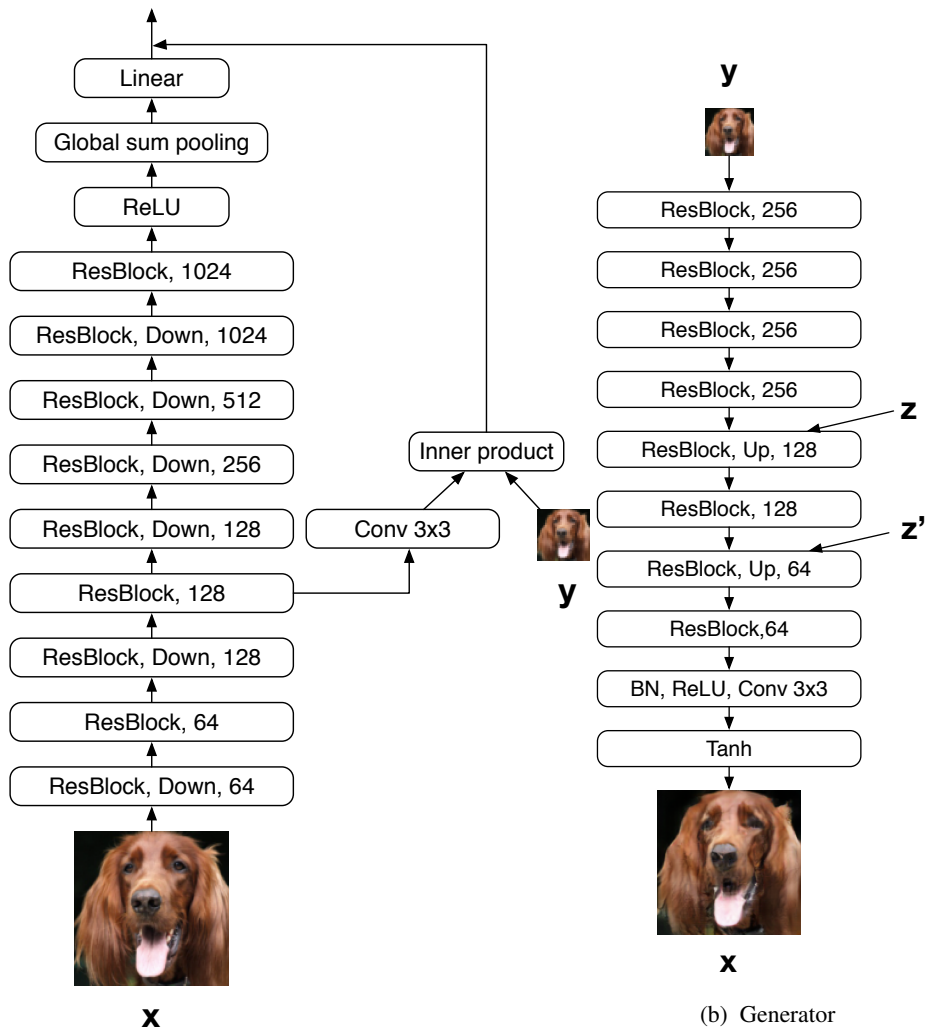 Linear
Global sum pooling
ReLU
ResBlock, 1024
ResBlock, Down, 1024
ResBlock, Down, 512
ResBlock, Down, 256
ResBlock, Down, 128
ResBlock, 128
ResBlock, Down, 128
ResBlock, 64
ResBlock, Down, 64
x
Inner product
Conv 3x3
y
y
ResBlock, 256
ResBlock, 256
ResBlock, 256
ResBlock, 256
z
ResBlock, Up, 128
ResBlock, 128
z'
ResBlock, Up, 64
ResBlock,64
BN, ReLU, Conv 3x3
Tanh
x
(b) Generator